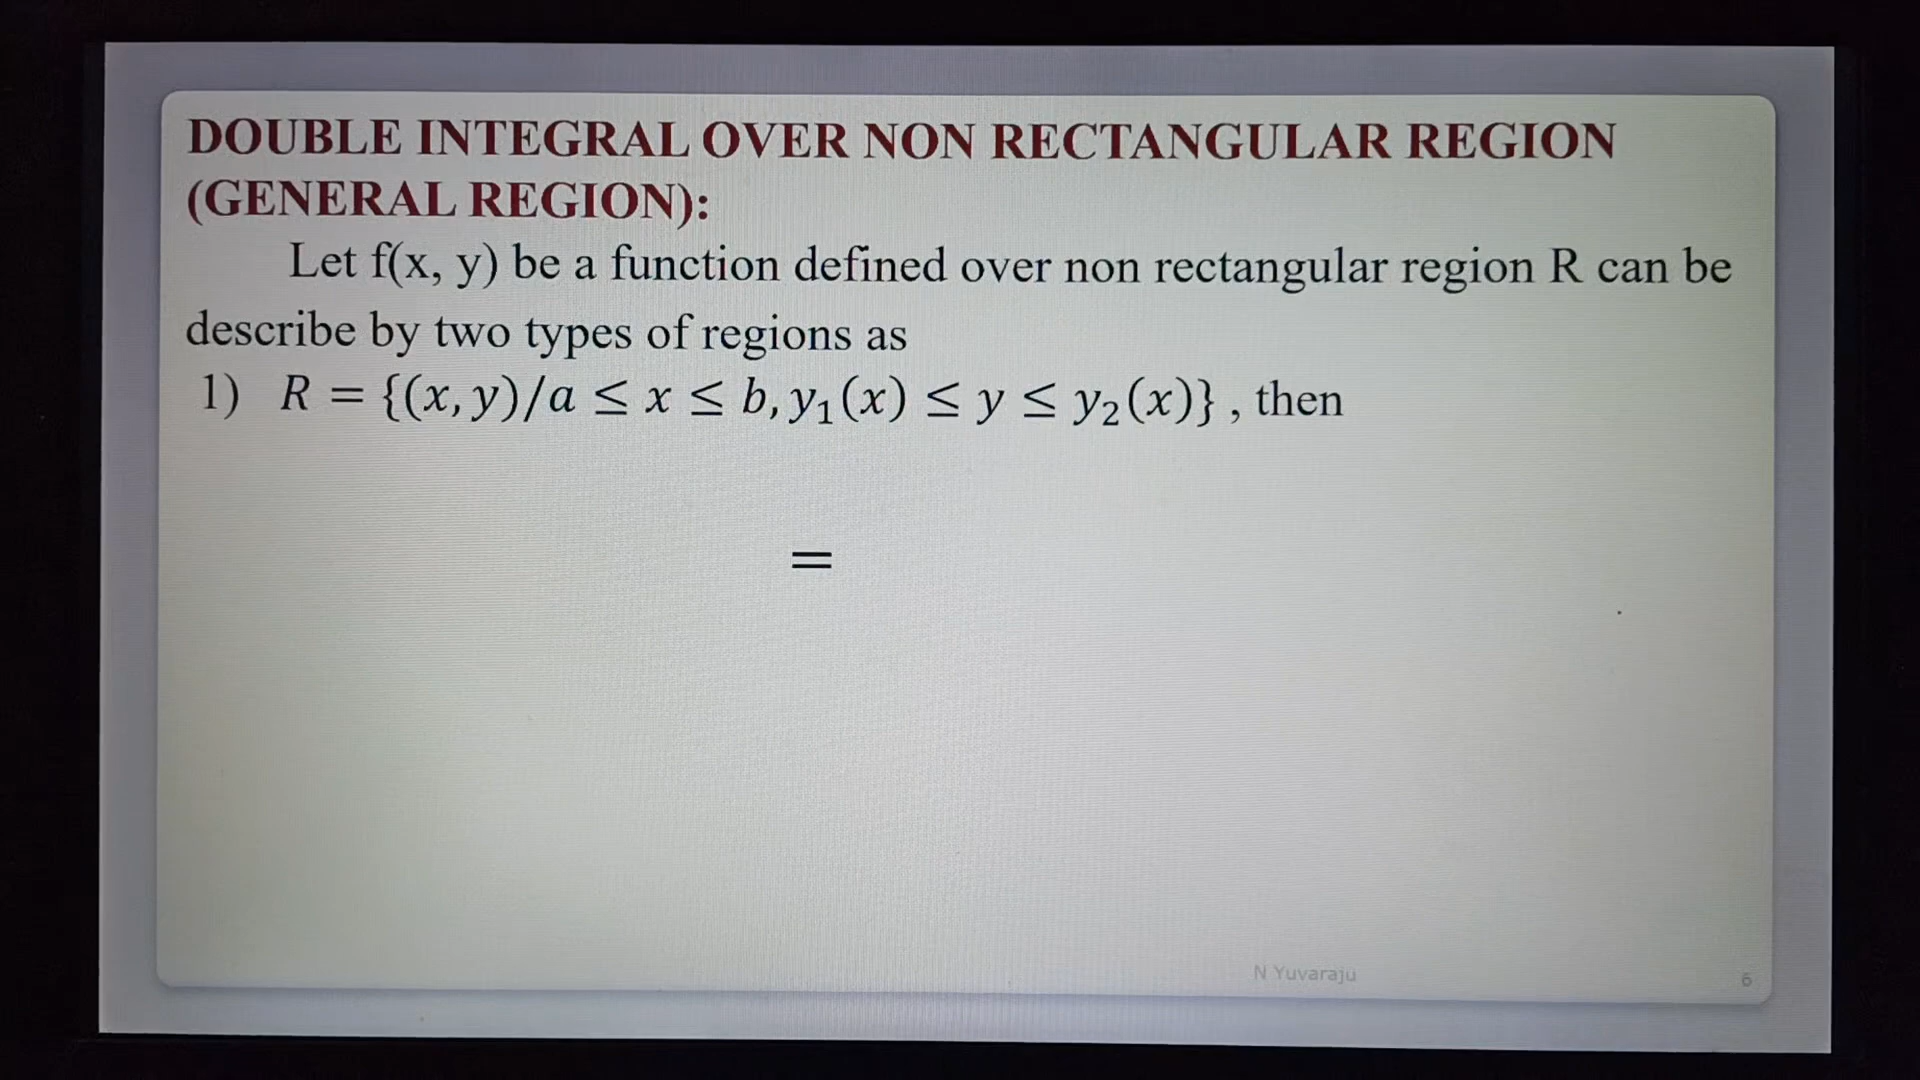 DOUBLE INTEGRAL OVER NON RECTANGULAR REGION
(GENERAL REGION):
Let f(x, y) be a function defined over non rectangular region R can be
describe by two types of regions as
1) R = {(x, y)/a ≤ x ≤ b, y₁(x) ≤ y ≤ y₂(x)} , then
=
N Yuvaraju
6